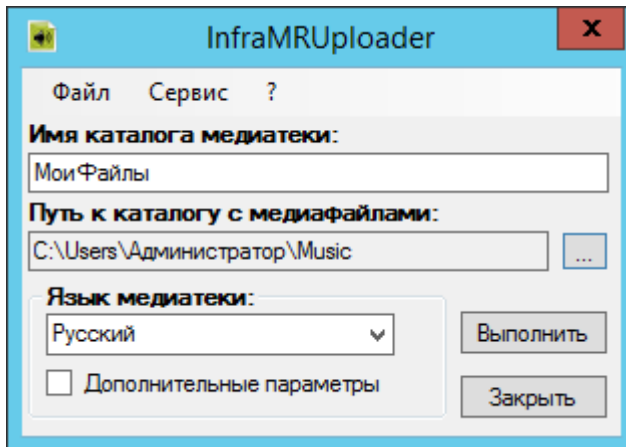 InfraMRUploader
x
Файл Сервис ?
Имя каталога медиатеки:
МоиФайлы
Путь к каталогу с медиафайлами:
C:\Users\Администратор\Music ...
Язык медиатеки:
Русский
Выполнить
Дополнительные параметры
Закрыть